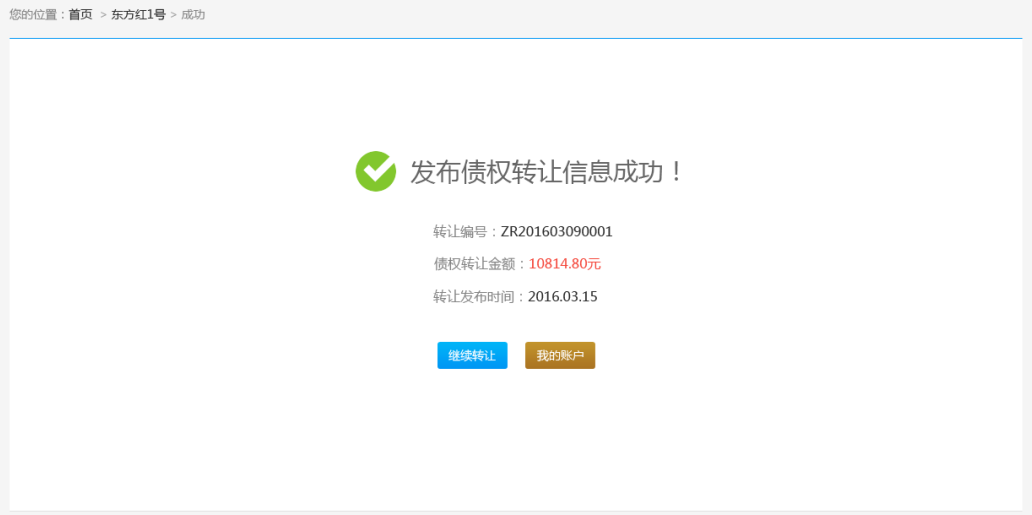 您的位置：首页 > 东方红1号 > 成功
发布债权转让信息成功！
转让编号：ZR201603090001
债权转让金额：10814.80元
转让发布时间：2016.03.15
继续转让 我的账户